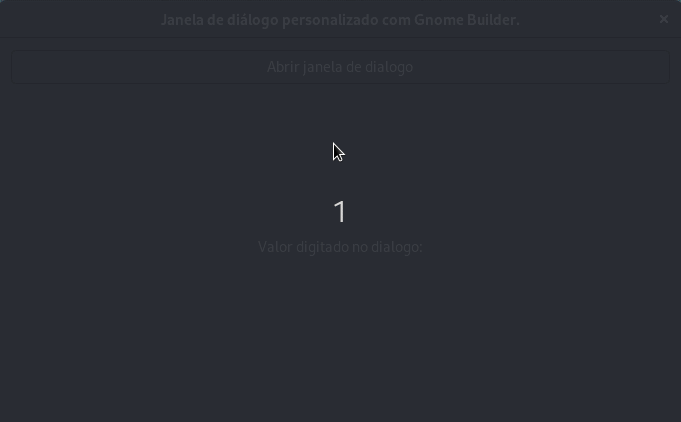 Janela de diálogo personalizado com Gnome Builder.
Abrir janela de dialogo
1
Valor digitado no dialogo: